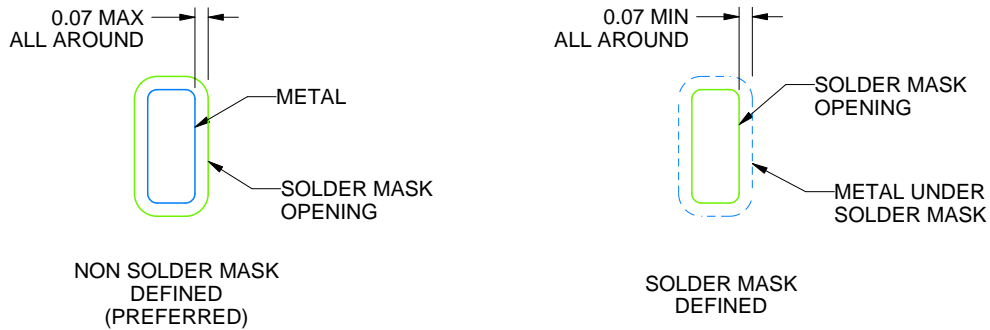 0.07 MAX
ALL AROUND
METAL
SOLDER MASK
OPENING
NON SOLDER MASK
DEFINED
(PREFERRED)
0.07 MIN
ALL AROUND
SOLDER MASK
OPENING
METAL UNDER
SOLDER MASK
SOLDER MASK
DEFINED